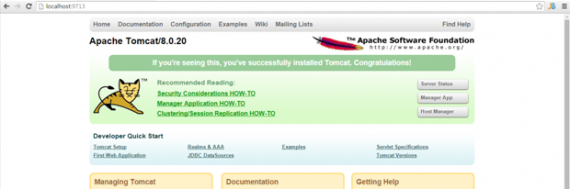 localhost:9713
Home Documentation Configuration Examples Wiki Mailing Lists Find Help
Apache Tomcat/8.0.20
The Apache Software Foundation
http://www.apache.org/
If you're seeing this, you've successfully installed Tomcat. Congratulations!
Recommended Reading:
Security Considerations HOW-TO
Manager Application HOW-TO
Clustering/Session Replication HOW-TO
Server Status
Manager App
Host Manager
TM
Developer Quick Start
Tomcat Setup Realms & AAA Examples Servlet Specifications
First Web Application JDBC DataSources Tomcat Versions
Managing Tomcat Documentation Getting Help